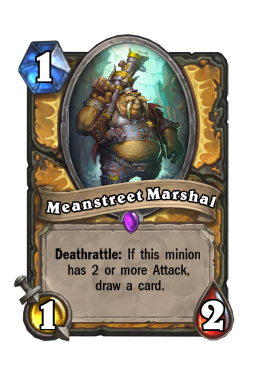 1
Meanstreet Marshal
Deathrattle: If this minion
has 2 or more Attack,
draw a card.
1
2